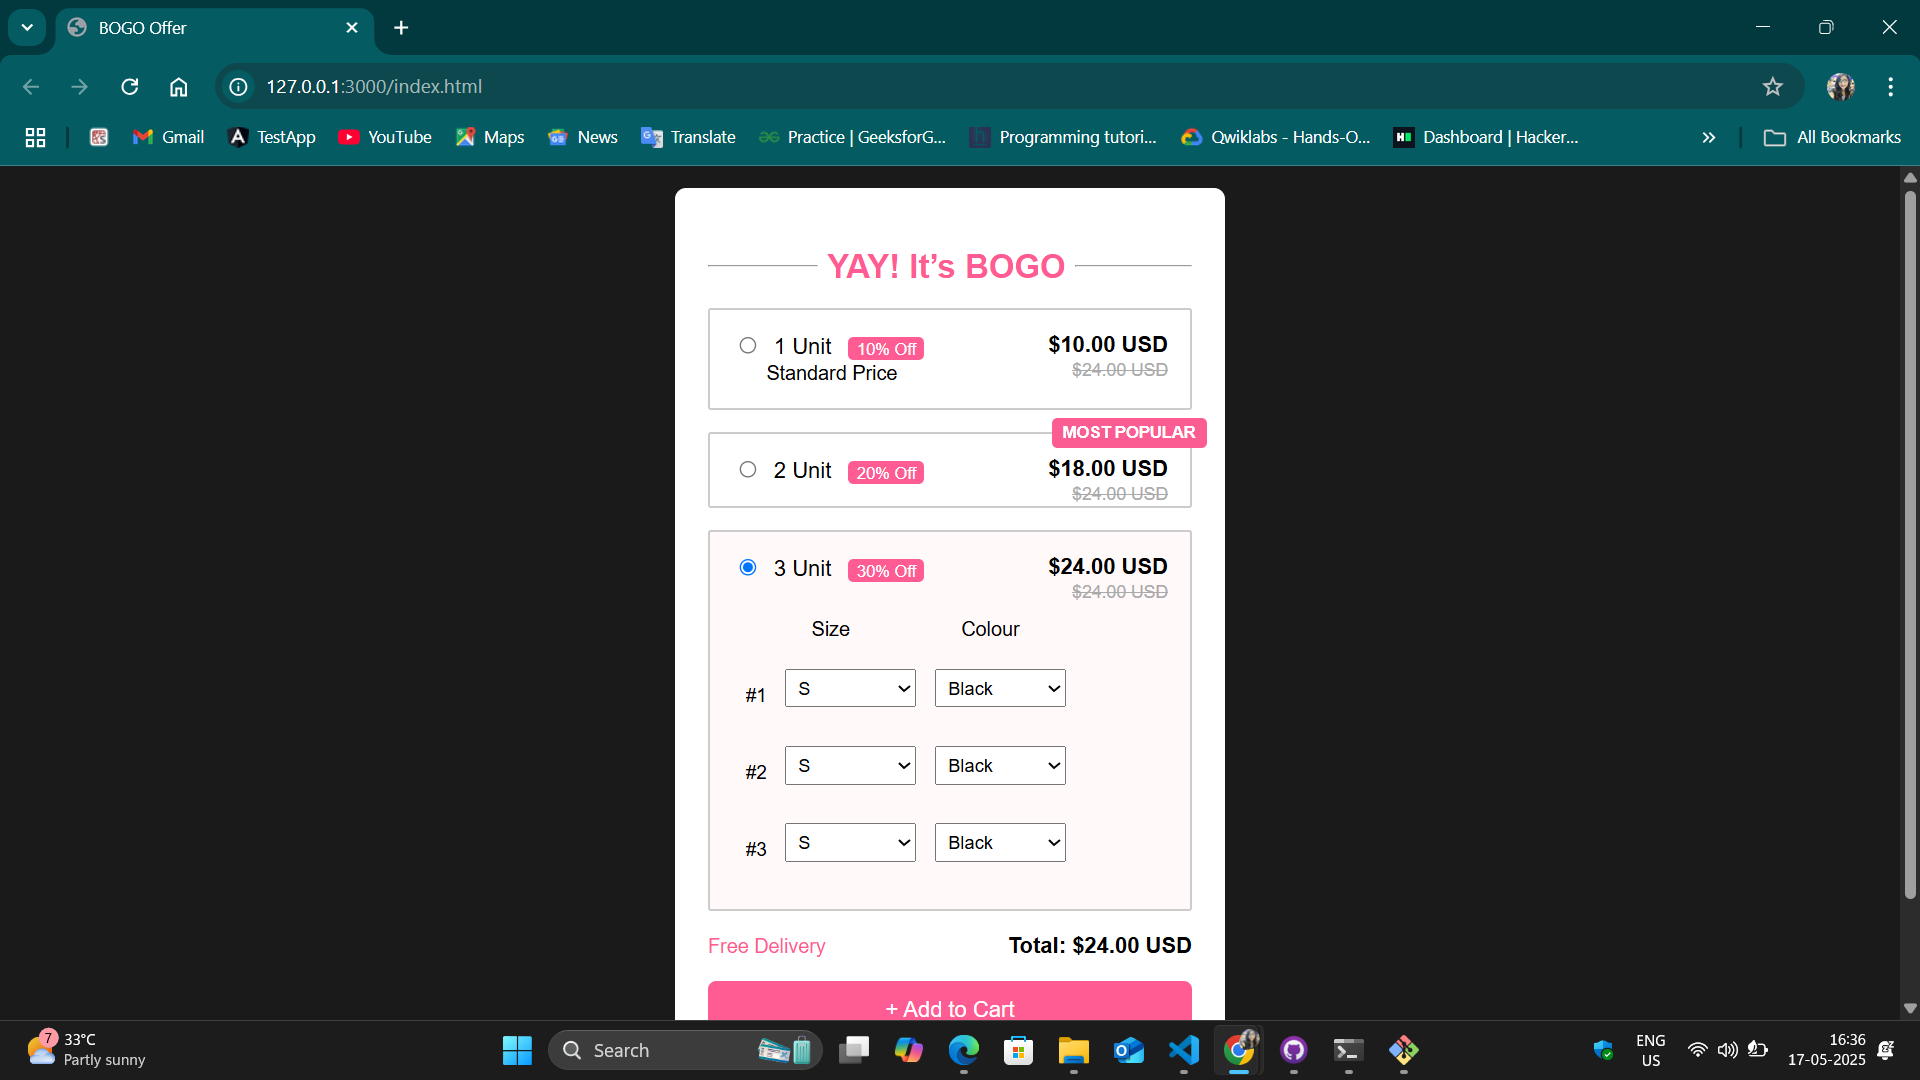 BOGO Offer
127.0.0.1:3000/index.html
Gmail
TestApp
YouTube
Maps
News
Translate
Practice | GeeksforG...
Programming tutori...
Qwiklabs - Hands-O...
Dashboard | Hacker...
All Bookmarks
YAY! It’s BOGO
1 Unit 10% Off $10.00 USD
Standard Price $24.00 USD
MOST POPULAR
2 Unit 20% Off $18.00 USD
$24.00 USD
3 Unit 30% Off $24.00 USD
$24.00 USD
Size Colour
#1 S Black
#2 S Black
#3 S Black
Free Delivery Total: $24.00 USD
+ Add to Cart
7
33°C
Partly sunny
Search
ENG
US
16:36
17-05-2025